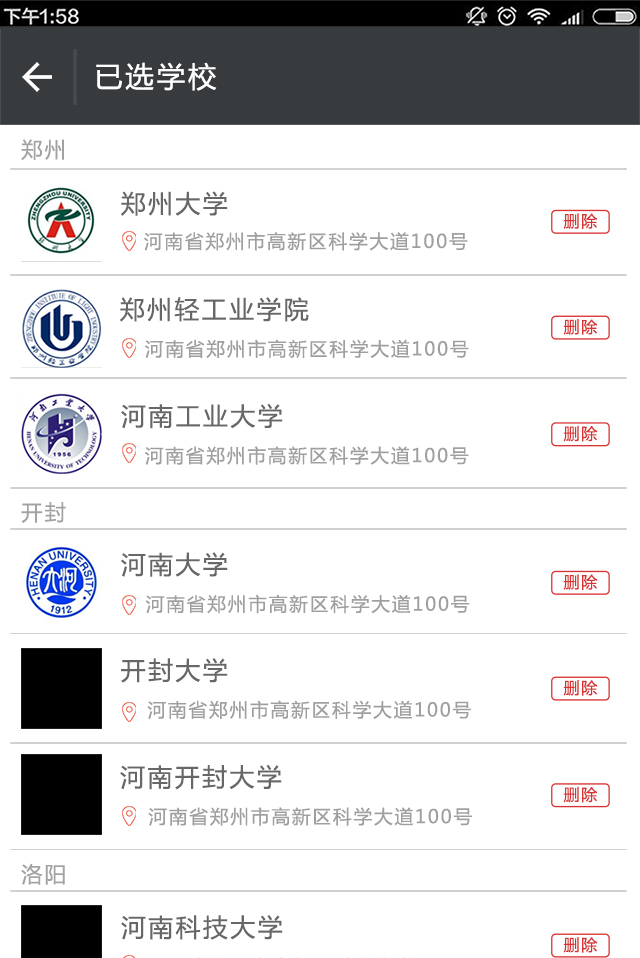 下午1:58
已选学校
郑州
ZHENGZHOU UNIVERSITY
郑州大学
河南省郑州市高新区科学大道100号
删除
郑州轻工业学院
河南省郑州市高新区科学大道100号
删除
河南工业大学
HENAN UNIVERSITY OF TECHNOLOGY
1956
河南工业大学
河南省郑州市高新区科学大道100号
删除
开封
HENAN UNIVERSITY
1912
河南大学
河南省郑州市高新区科学大道100号
删除
开封大学
河南省郑州市高新区科学大道100号
删除
河南开封大学
河南省郑州市高新区科学大道100号
删除
洛阳
河南科技大学
删除